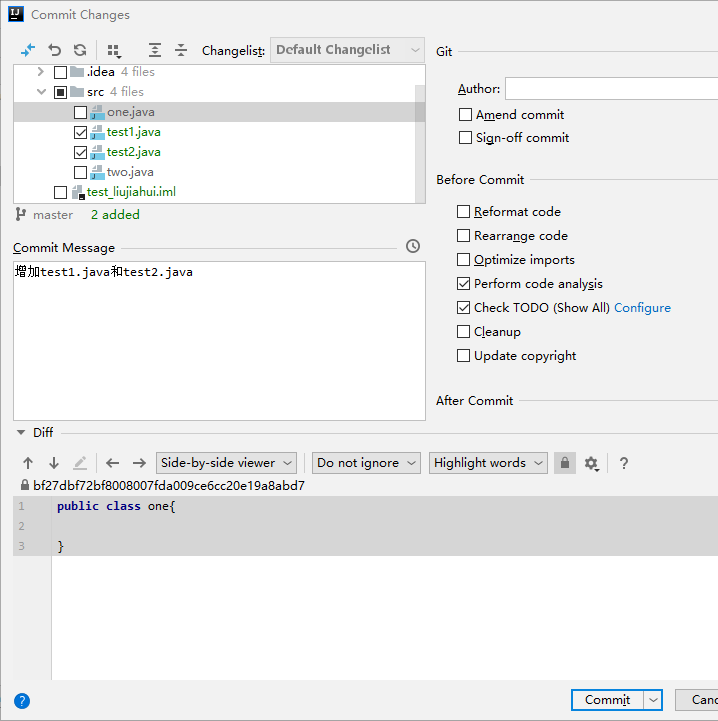 Commit Changes
Changelist: Default Changelist
.idea 4 files
src 4 files
one.java
test1.java
test2.java
two.java
test_liujiahui.iml
master 2 added
Commit Message
增加test1.java和test2.java
Git
Author:
Amend commit
Sign-off commit
Before Commit
Reformat code
Rearrange code
Optimize imports
Perform code analysis
Check TODO (Show All) Configure
Cleanup
Update copyright
After Commit
Diff
Side-by-side viewer Do not ignore Highlight words ?
bf27dbf72bf8008007fda009ce6cc20e19a8abd7
1 public class one{
2
3 }
? Commit Canc